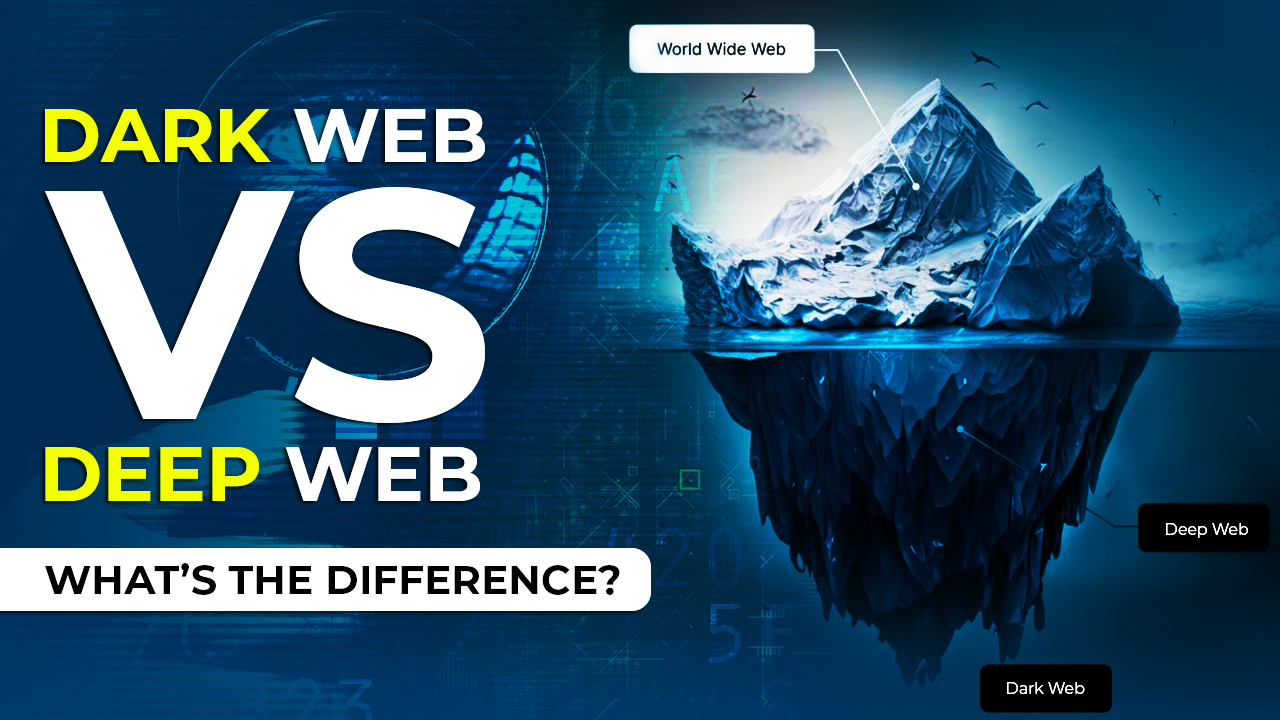 DARK WEB
VS
DEEP WEB
WHAT'S THE DIFFERENCE?
World Wide Web
Deep Web
Dark Web